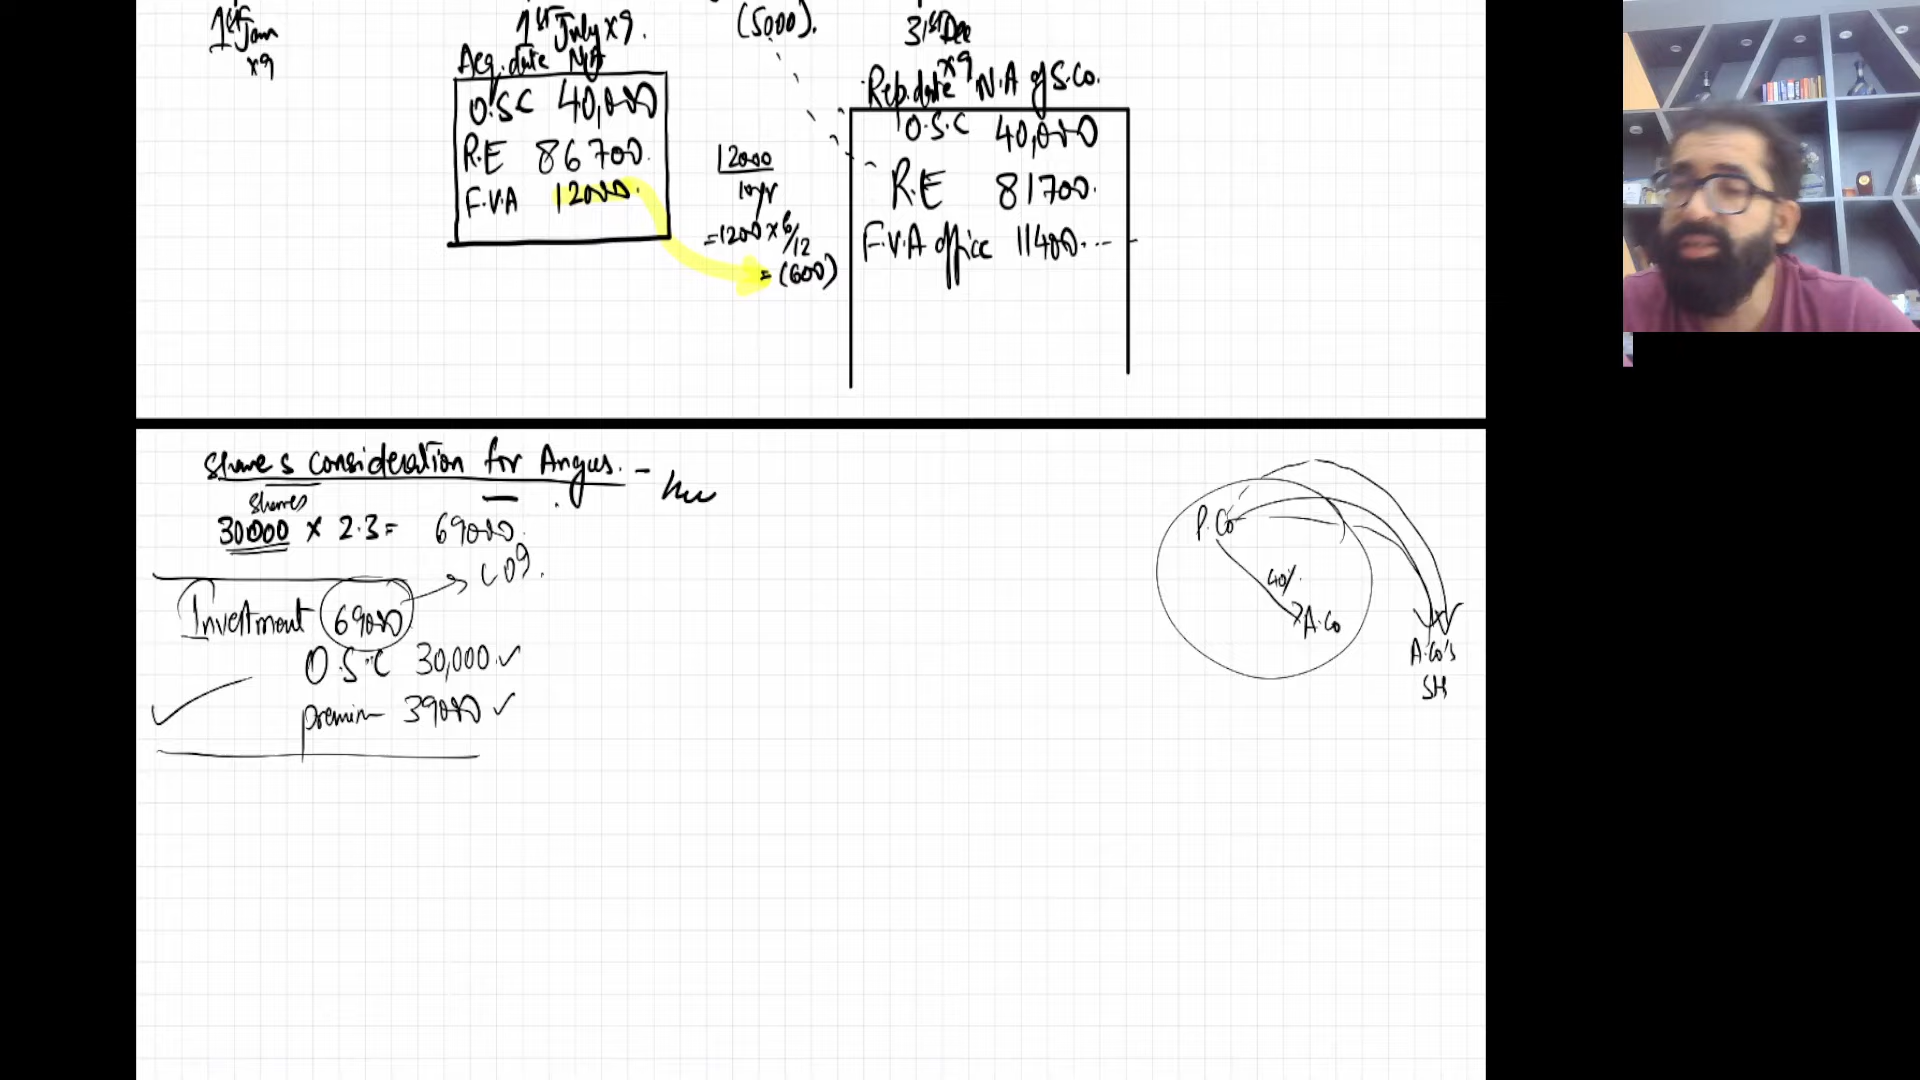 1st Jan
x9
1st July x9.
(5000).
31st Dec
x9
Acq. date N.A
O.S.C 40,000
R.E 86700.
F.V.A 12000.
12000
10yr
=1200 x 6/12
= (600)
Rep. date N.A of S.Co.
O.S.C 40,000
R.E 81700.
F.V.A office 11400.
Shares consideration for Angus. -
shares
30000 x 2.3 = 69000.
Investment 69000
O.S.C 30,000 ✓
premium 39000 ✓
P.Co
40%
A.Co
A.Co's
SH